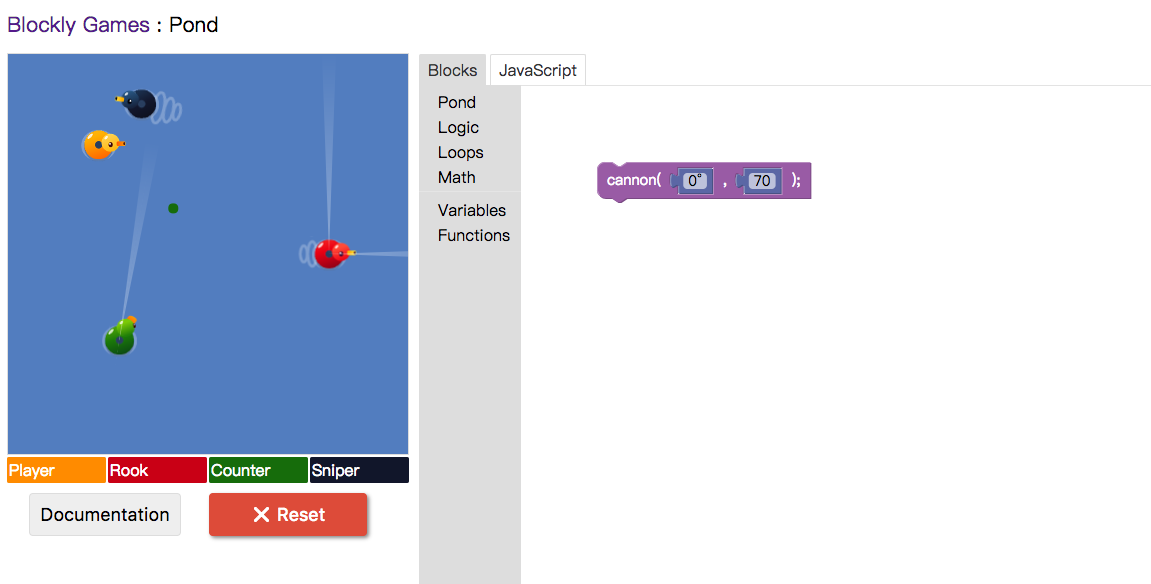 Blockly Games : Pond
Blocks
JavaScript
Pond
Logic
Loops
Math
Variables
Functions
cannon( 0° , 70 );
Player
Rook
Counter
Sniper
Documentation
Reset